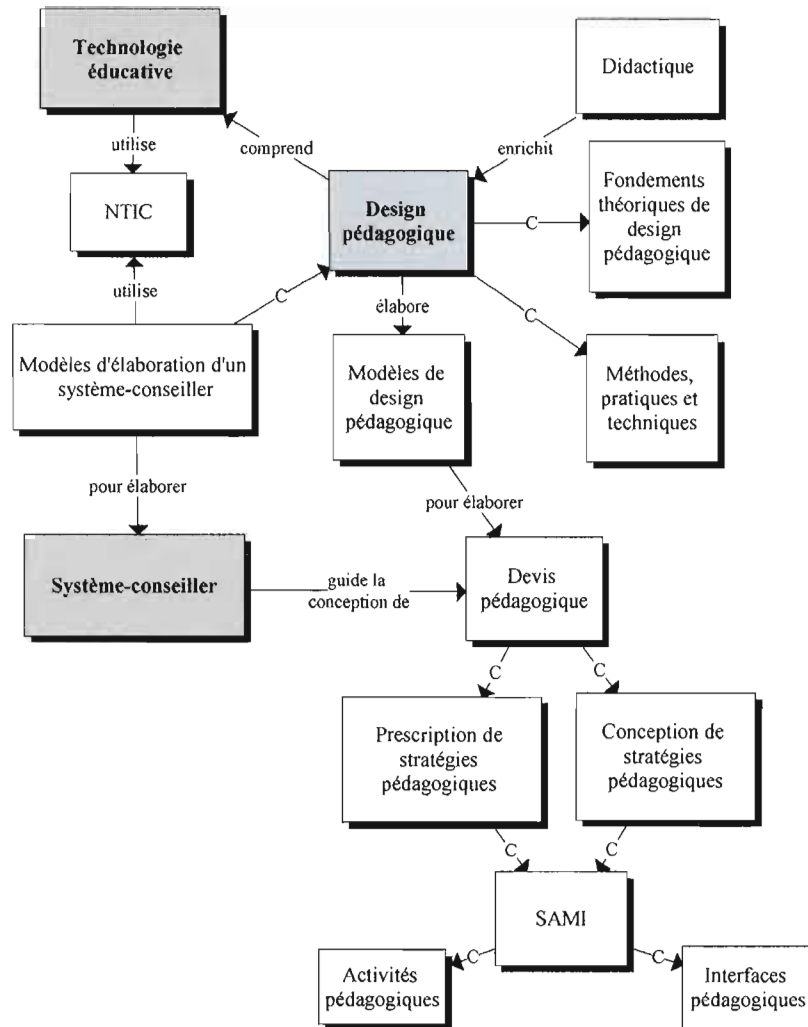 Technologie
éducative
Didactique
utilise
comprend
enrichit
NTIC
Design
pédagogique
C
Fondements
théoriques de
design
pédagogique
utilise
C
élabore
C
Modèles d'élaboration d'un
système-conseiller
Modèles de
design
pédagogique
Méthodes,
pratiques et
techniques
pour élaborer
pour élaborer
Système-conseiller
guide la
conception de
Devis
pédagogique
C
C
Prescription de
stratégies
pédagogiques
Conception de
stratégies
pédagogiques
C
C
SAMI
C
C
Activités
pédagogiques
Interfaces
pédagogiques